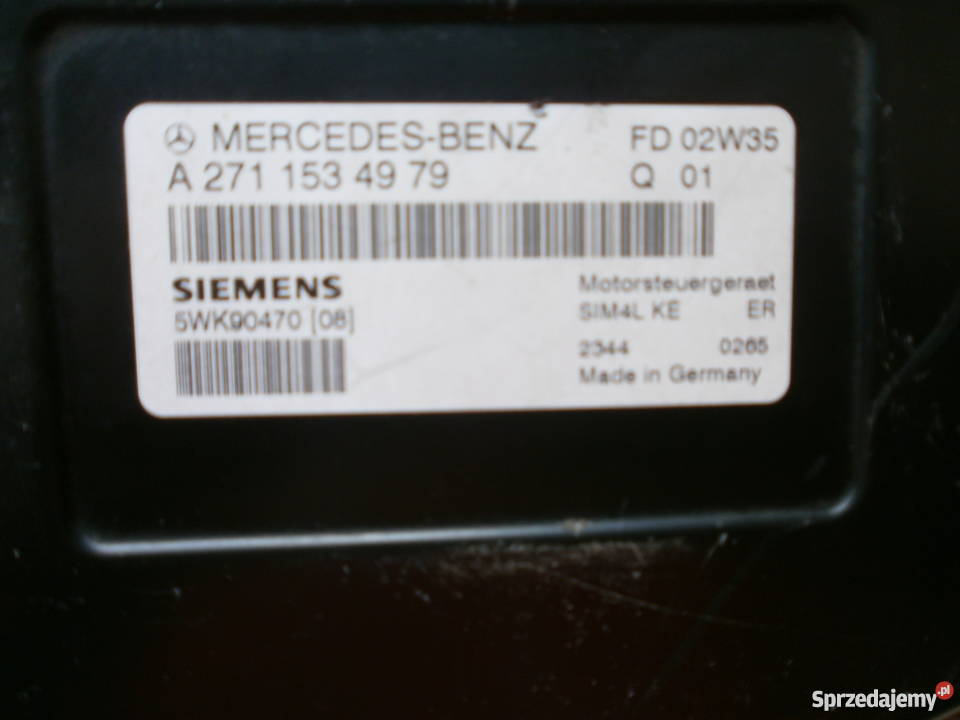 MERCEDES-BENZ FD 02W35
A 271 153 49 79 Q 01
SIEMENS Motorsteuergeraet
5WK90470 [08] SIM4L KE ER
2344 0265
Made in Germany
Sprzedajemy.pl